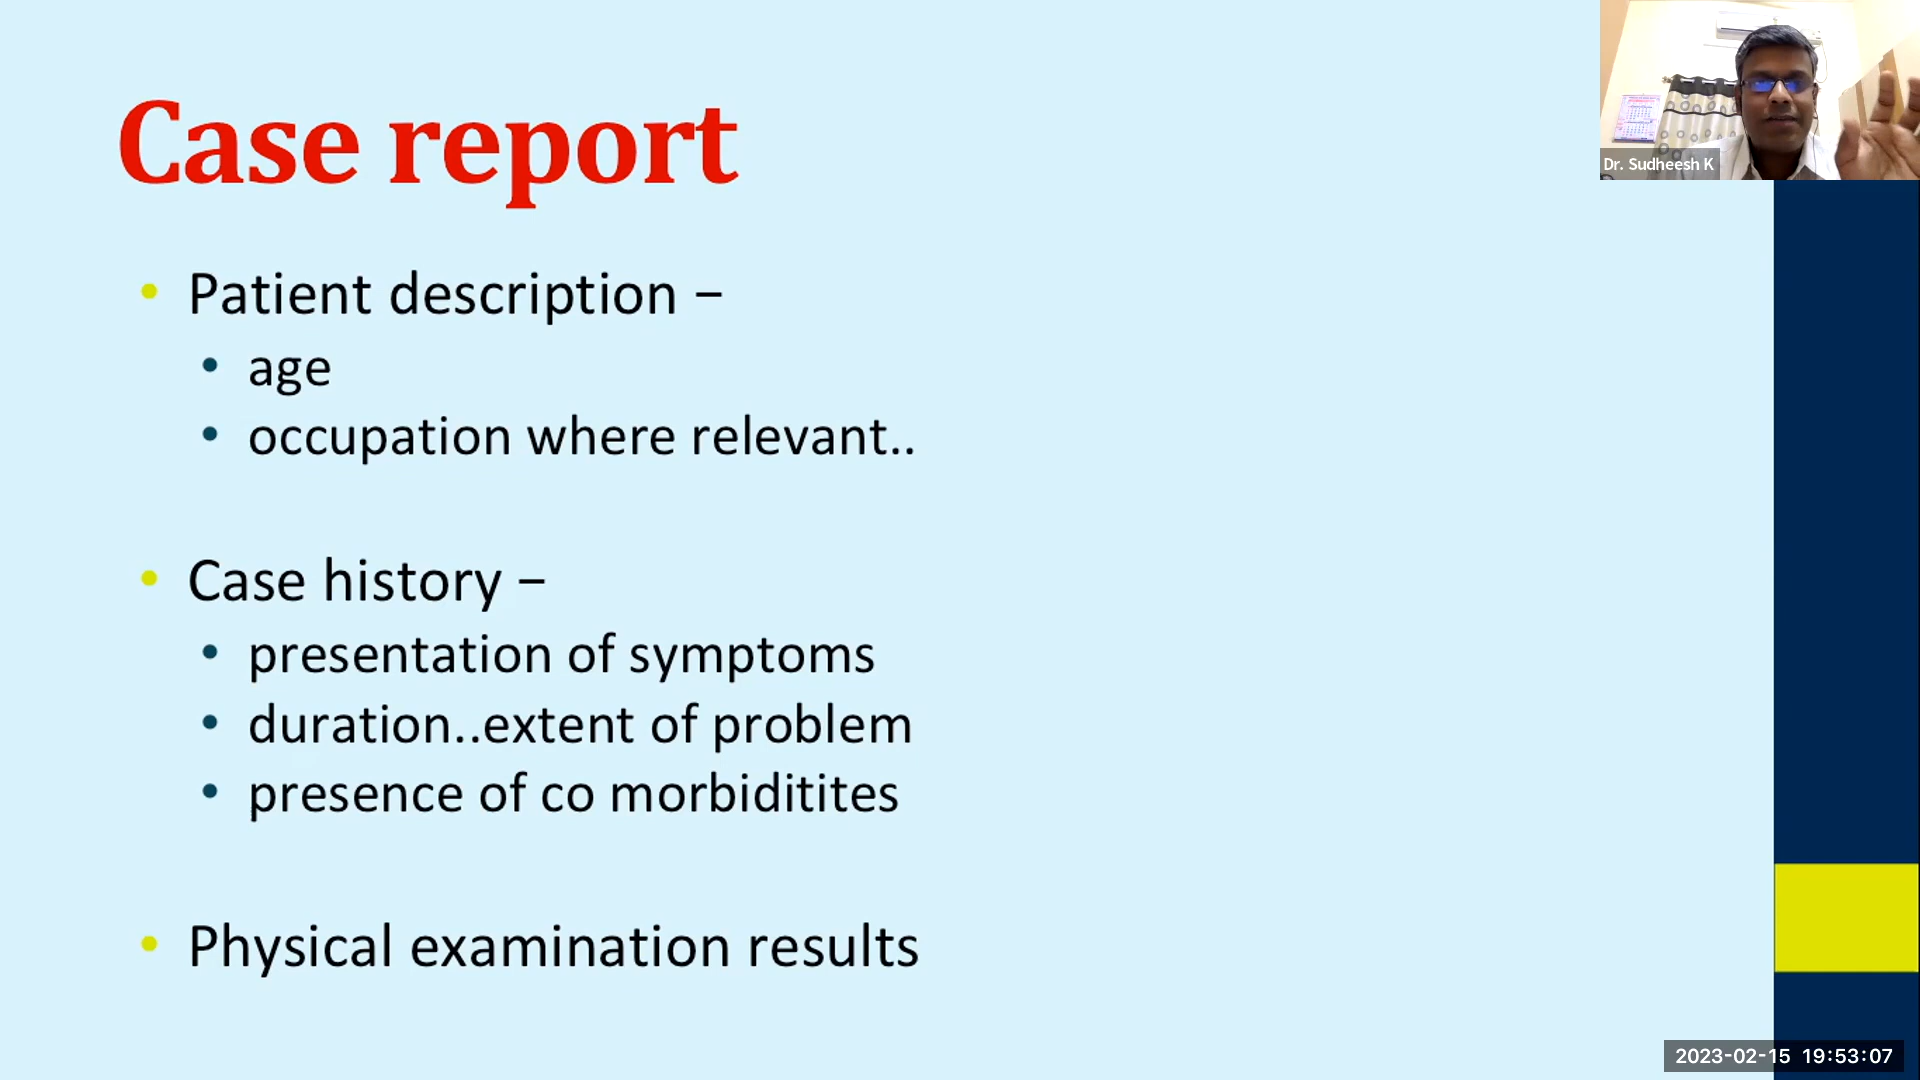 Case report
Dr. Sudheesh K
• Patient description –
• age
• occupation where relevant..
• Case history –
• presentation of symptoms
• duration..extent of problem
• presence of co morbiditites
• Physical examination results
2023-02-15 19:53:07